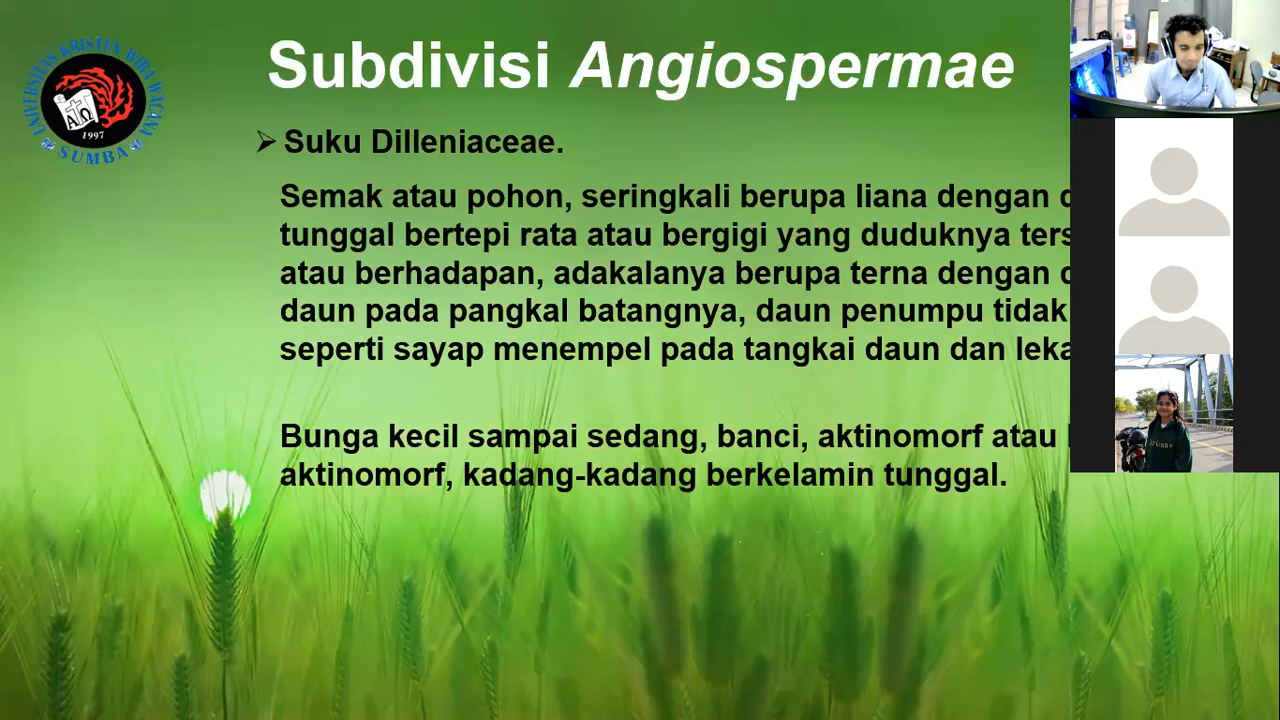 Subdivisi Angiospermae
UNIVERSITAS KRISTEN WIRA WACANA
1997
SUMBA
➢ Suku Dilleniaceae.
Semak atau pohon, seringkali berupa liana dengan
tunggal bertepi rata atau bergigi yang duduknya
atau berhadapan, adakalanya berupa terna dengan
daun pada pangkal batangnya, daun penumpu tidak
seperti sayap menempel pada tangkai daun dan
Bunga kecil sampai sedang, banci, aktinomorf atau
aktinomorf, kadang-kadang berkelamin tunggal.